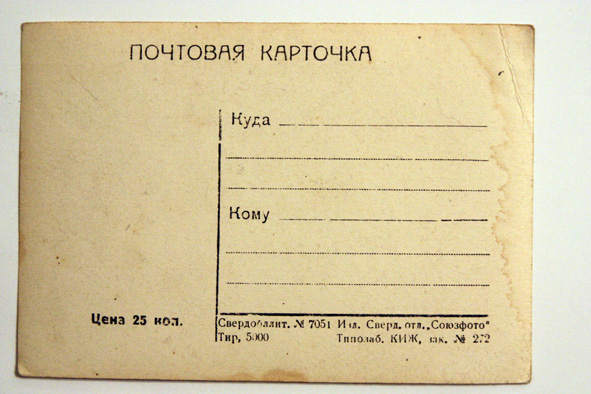 ПОЧТОВАЯ КАРТОЧКА
Куда
Кому
Цена 25 коп.
Свердобллит. № 7051 Изд. Сверд. отд. „Союзфото"
Тир, 5000 Типолаб. КИЖ, зак. № 272